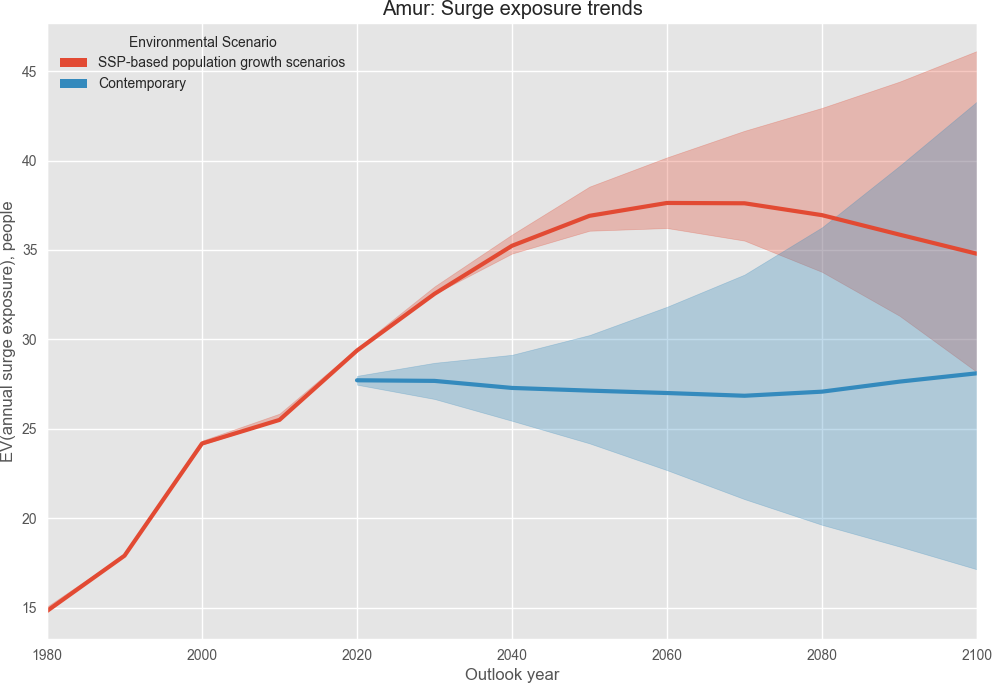 Amur: Surge exposure trends
Environmental Scenario
SSP-based population growth scenarios
Contemporary
EV(annual surge exposure), people
45
40
35
30
25
20
15
1980
2000
2020
2040
2060
2080
2100
Outlook year